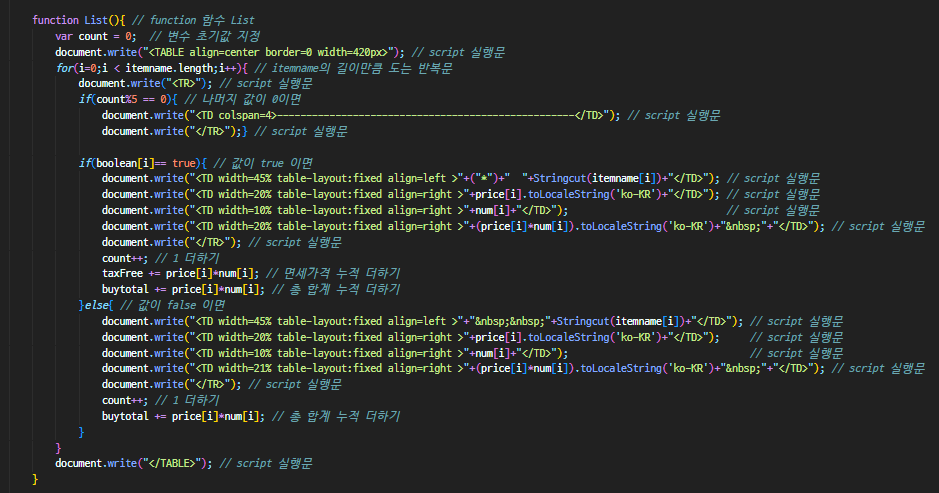 function List(){ // function 함수 List
    var count = 0;  // 변수 초기값 지정
    document.write("<TABLE align=center border=0 width=420px>"); // script 실행문
    for(i=0;i < itemname.length;i++){ // itemname의 길이만큼 도는 반복문
        document.write("<TR>"); // script 실행문
        if(count%5 == 0){ // 나머지 값이 0이면
            document.write("<TD colspan=4>---------------------------------------------------</TD>"); // script 실행문
            document.write("</TR>");} // script 실행문

        if(boolean[i]== true){ // 값이 true 이면
            document.write("<TD width=45% table-layout:fixed align=left >"+("*")+"  "+Stringcut(itemname[i])+"</TD>"); // script 실행문
            document.write("<TD width=20% table-layout:fixed align=right >"+price[i].toLocaleString('ko-KR')+"</TD>"); // script 실행문
            document.write("<TD width=10% table-layout:fixed align=right >"+num[i]+"</TD>");                           // script 실행문
            document.write("<TD width=20% table-layout:fixed align=right >"+(price[i]*num[i]).toLocaleString('ko-KR')+"&nbsp;"+"</TD>"); // script 실행문
            document.write("</TR>"); // script 실행문
            count++; // 1 더하기
            taxFree += price[i]*num[i]; // 면세가격 누적 더하기
            buytotal += price[i]*num[i]; // 총 합계 누적 더하기
        }else{ // 값이 false 이면
            document.write("<TD width=45% table-layout:fixed align=left >"+"&nbsp;&nbsp;"+Stringcut(itemname[i])+"</TD>"); // script 실행문
            document.write("<TD width=20% table-layout:fixed align=right >"+price[i].toLocaleString('ko-KR')+"</TD>");     // script 실행문
            document.write("<TD width=10% table-layout:fixed align=right >"+num[i]+"</TD>");                               // script 실행문
            document.write("<TD width=21% table-layout:fixed align=right >"+(price[i]*num[i]).toLocaleString('ko-KR')+"&nbsp;"+"</TD>"); // script 실행문
            document.write("</TR>"); // script 실행문
            count++; // 1 더하기
            buytotal += price[i]*num[i]; // 총 합계 누적 더하기
        }
    }
    document.write("</TABLE>"); // script 실행문
}